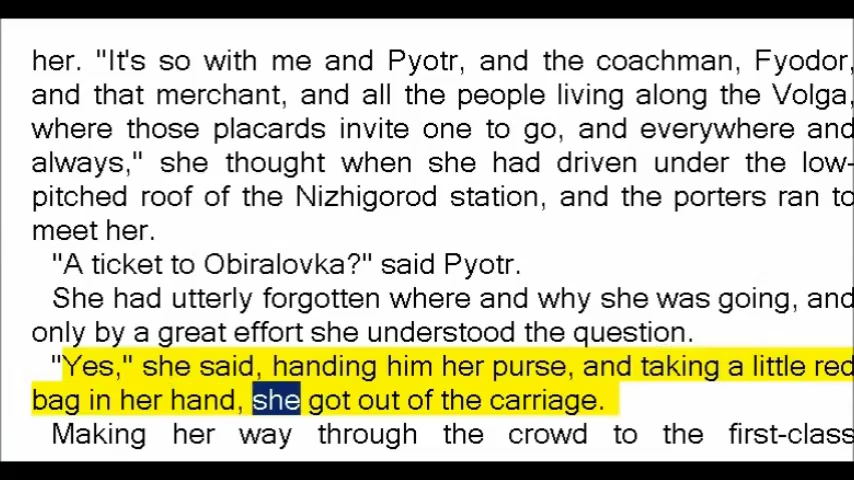 her. "It's so with me and Pyotr, and the coachman, Fyodor,
and that merchant, and all the people living along the Volga,
where those placards invite one to go, and everywhere and
always," she thought when she had driven under the low-
pitched roof of the Nizhigorod station, and the porters ran to
meet her.
"A ticket to Obiralovka?" said Pyotr.
She had utterly forgotten where and why she was going, and
only by a great effort she understood the question.
"Yes," she said, handing him her purse, and taking a little red
bag in her hand, she got out of the carriage.
Making her way through the crowd to the first-class